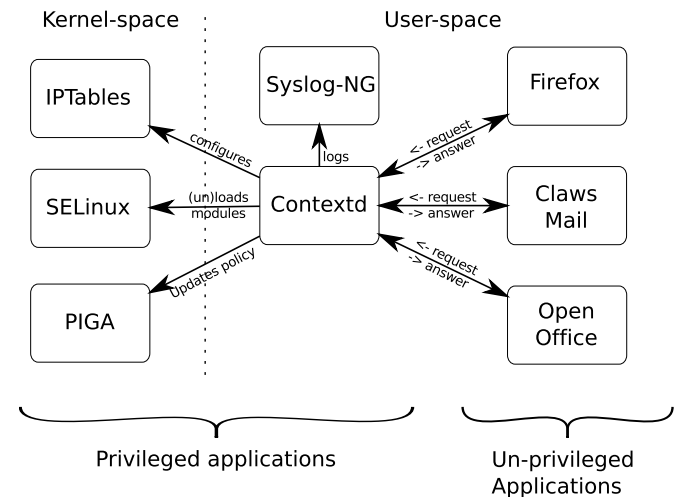 Kernel-space
User-space
IPTables
Syslog-NG
Firefox
configures
logs
<- request
-> answer
SELinux
(un)loads
modules
Contextd
<- request
-> answer
Claws
Mail
Updates policy
<- request
-> answer
PIGA
Open
Office
Privileged applications
Un-privileged
Applications